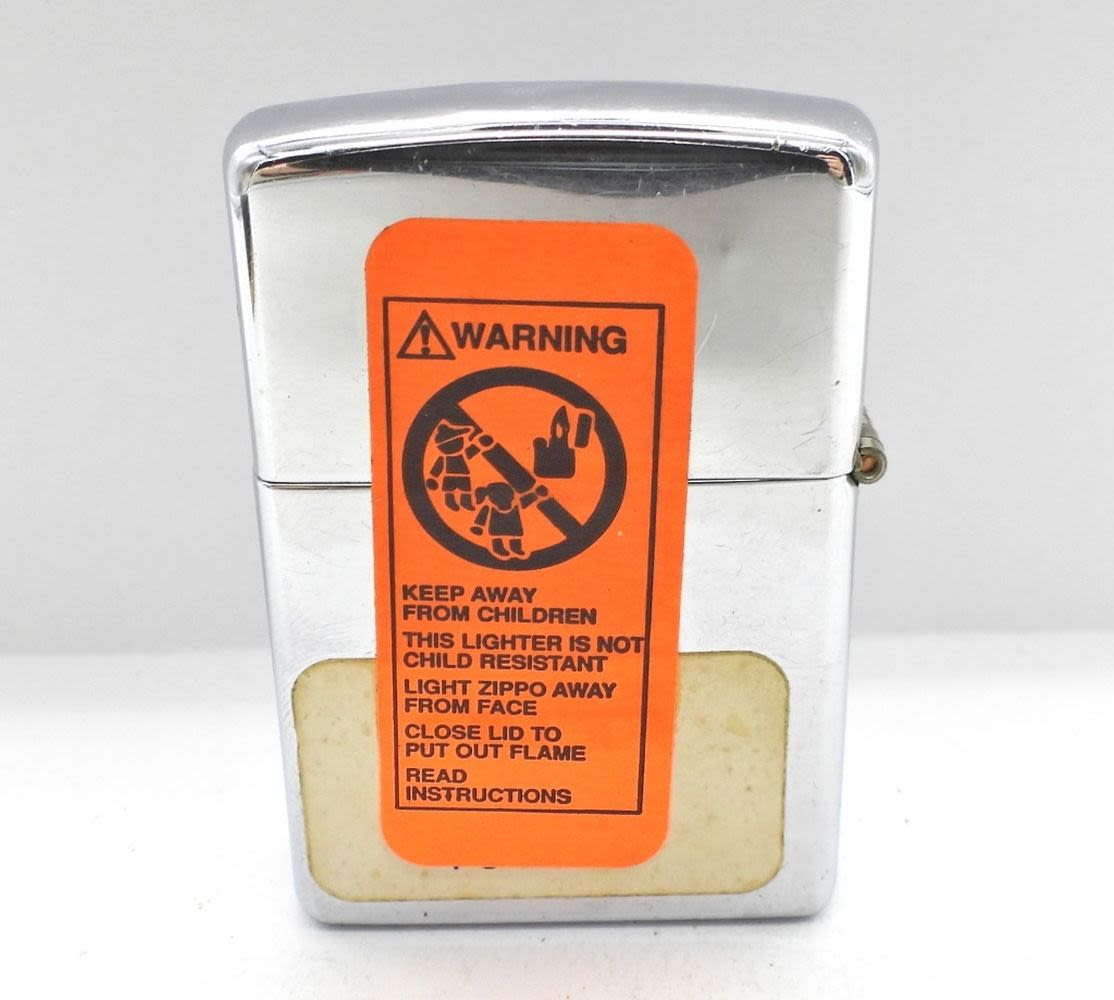 WARNING
KEEP AWAY
FROM CHILDREN
THIS LIGHTER IS NOT
CHILD RESISTANT
LIGHT ZIPPO AWAY
FROM FACE
CLOSE LID TO
PUT OUT FLAME
READ
INSTRUCTIONS